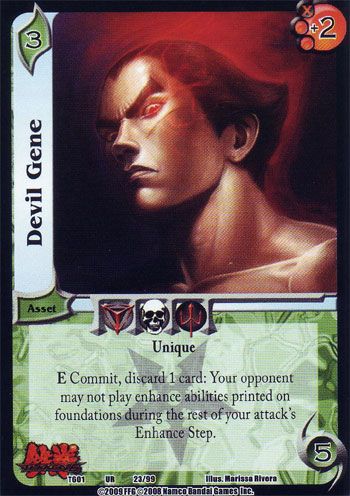 3
+2
Devil Gene
Asset
Unique
E Commit, discard 1 card: Your opponent
may not play enhance abilities printed on
foundations during the rest of your attack's
Enhance Step.
5
TG01 UR 23/99 Illus. Marissa Rivera
©2009 FFG ©2008 Namco Bandai Games Inc.